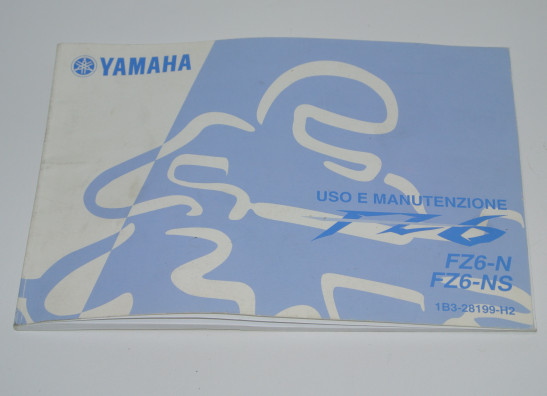 YAMAHA
USO E MANUTENZIONE
FZ6
FZ6-N
FZ6-NS
1B3-28199-H2